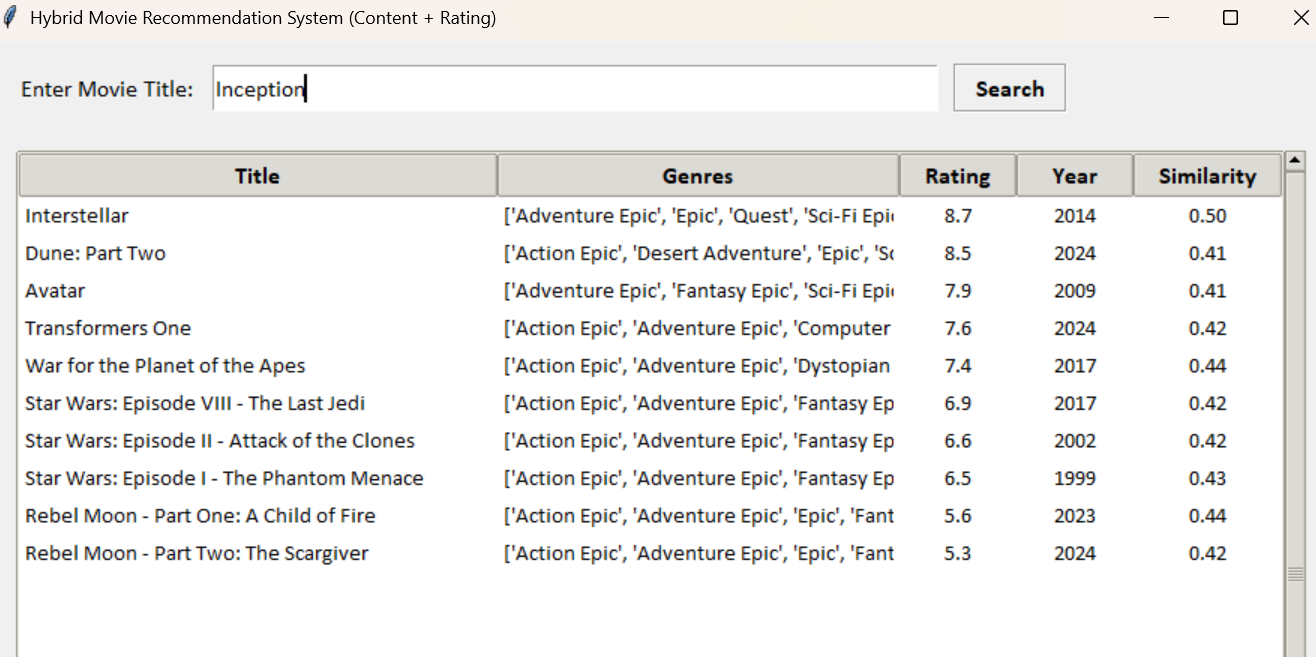 Hybrid Movie Recommendation System (Content + Rating)
Enter Movie Title: Inception Search
Title Genres Rating Year Similarity
Interstellar ['Adventure Epic', 'Epic', 'Quest', 'Sci-Fi Epi 8.7 2014 0.50
Dune: Part Two ['Action Epic', 'Desert Adventure', 'Epic', 'Sc 8.5 2024 0.41
Avatar ['Adventure Epic', 'Fantasy Epic', 'Sci-Fi Epi 7.9 2009 0.41
Transformers One ['Action Epic', 'Adventure Epic', 'Computer 7.6 2024 0.42
War for the Planet of the Apes ['Action Epic', 'Adventure Epic', 'Dystopian 7.4 2017 0.44
Star Wars: Episode VIII - The Last Jedi ['Action Epic', 'Adventure Epic', 'Fantasy Ep 6.9 2017 0.42
Star Wars: Episode II - Attack of the Clones ['Action Epic', 'Adventure Epic', 'Fantasy Ep 6.6 2002 0.42
Star Wars: Episode I - The Phantom Menace ['Action Epic', 'Adventure Epic', 'Fantasy Ep 6.5 1999 0.43
Rebel Moon - Part One: A Child of Fire ['Action Epic', 'Adventure Epic', 'Epic', 'Fant 5.6 2023 0.44
Rebel Moon - Part Two: The Scargiver ['Action Epic', 'Adventure Epic', 'Epic', 'Fant 5.3 2024 0.42